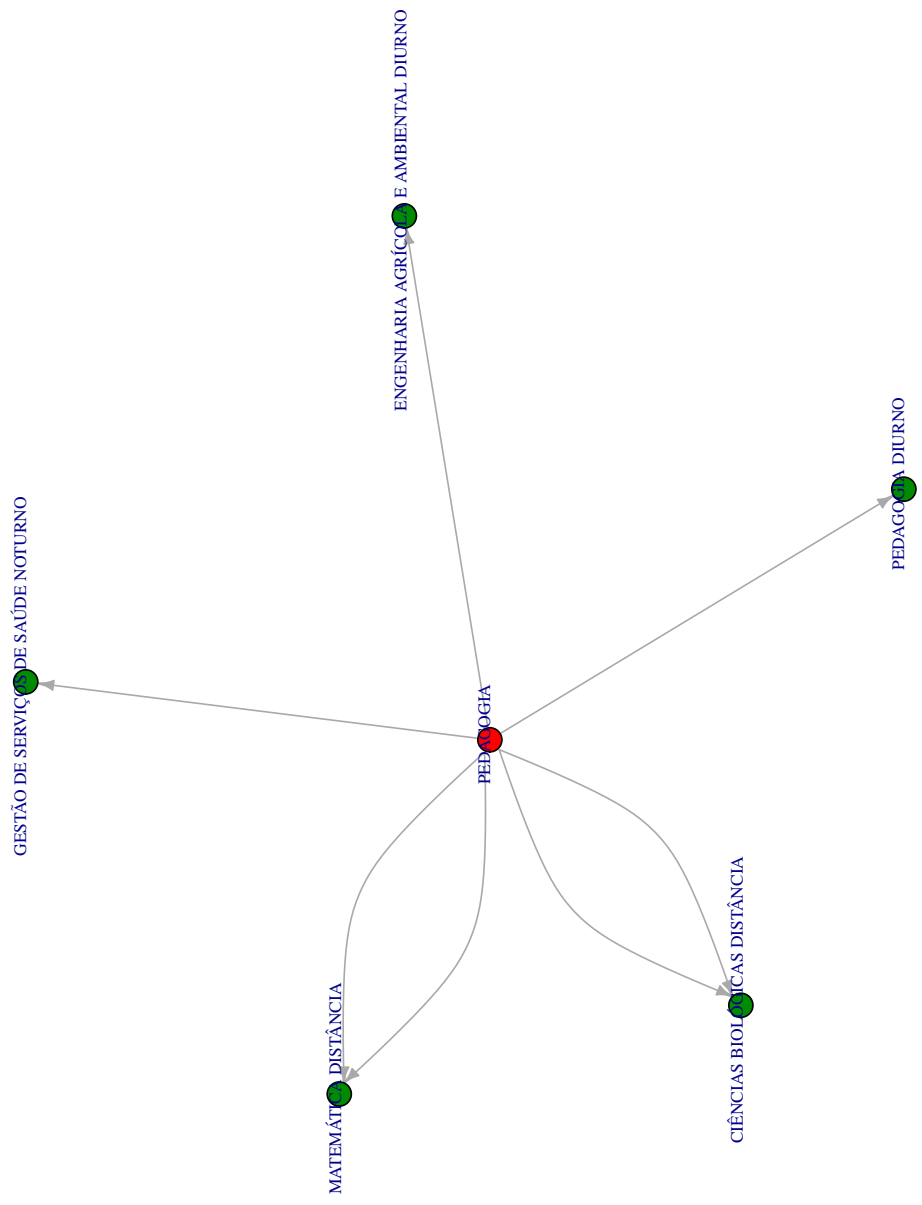 ENGENHARIA AGRÍCOLA E AMBIENTAL DIURNO
PEDAGOGIA DIURNO
GESTÃO DE SERVIÇOS DE SAÚDE NOTURNO
PEDAGOGIA
CIÊNCIAS BIOLÓGICAS DISTÂNCIA
MATEMÁTICA DISTÂNCIA